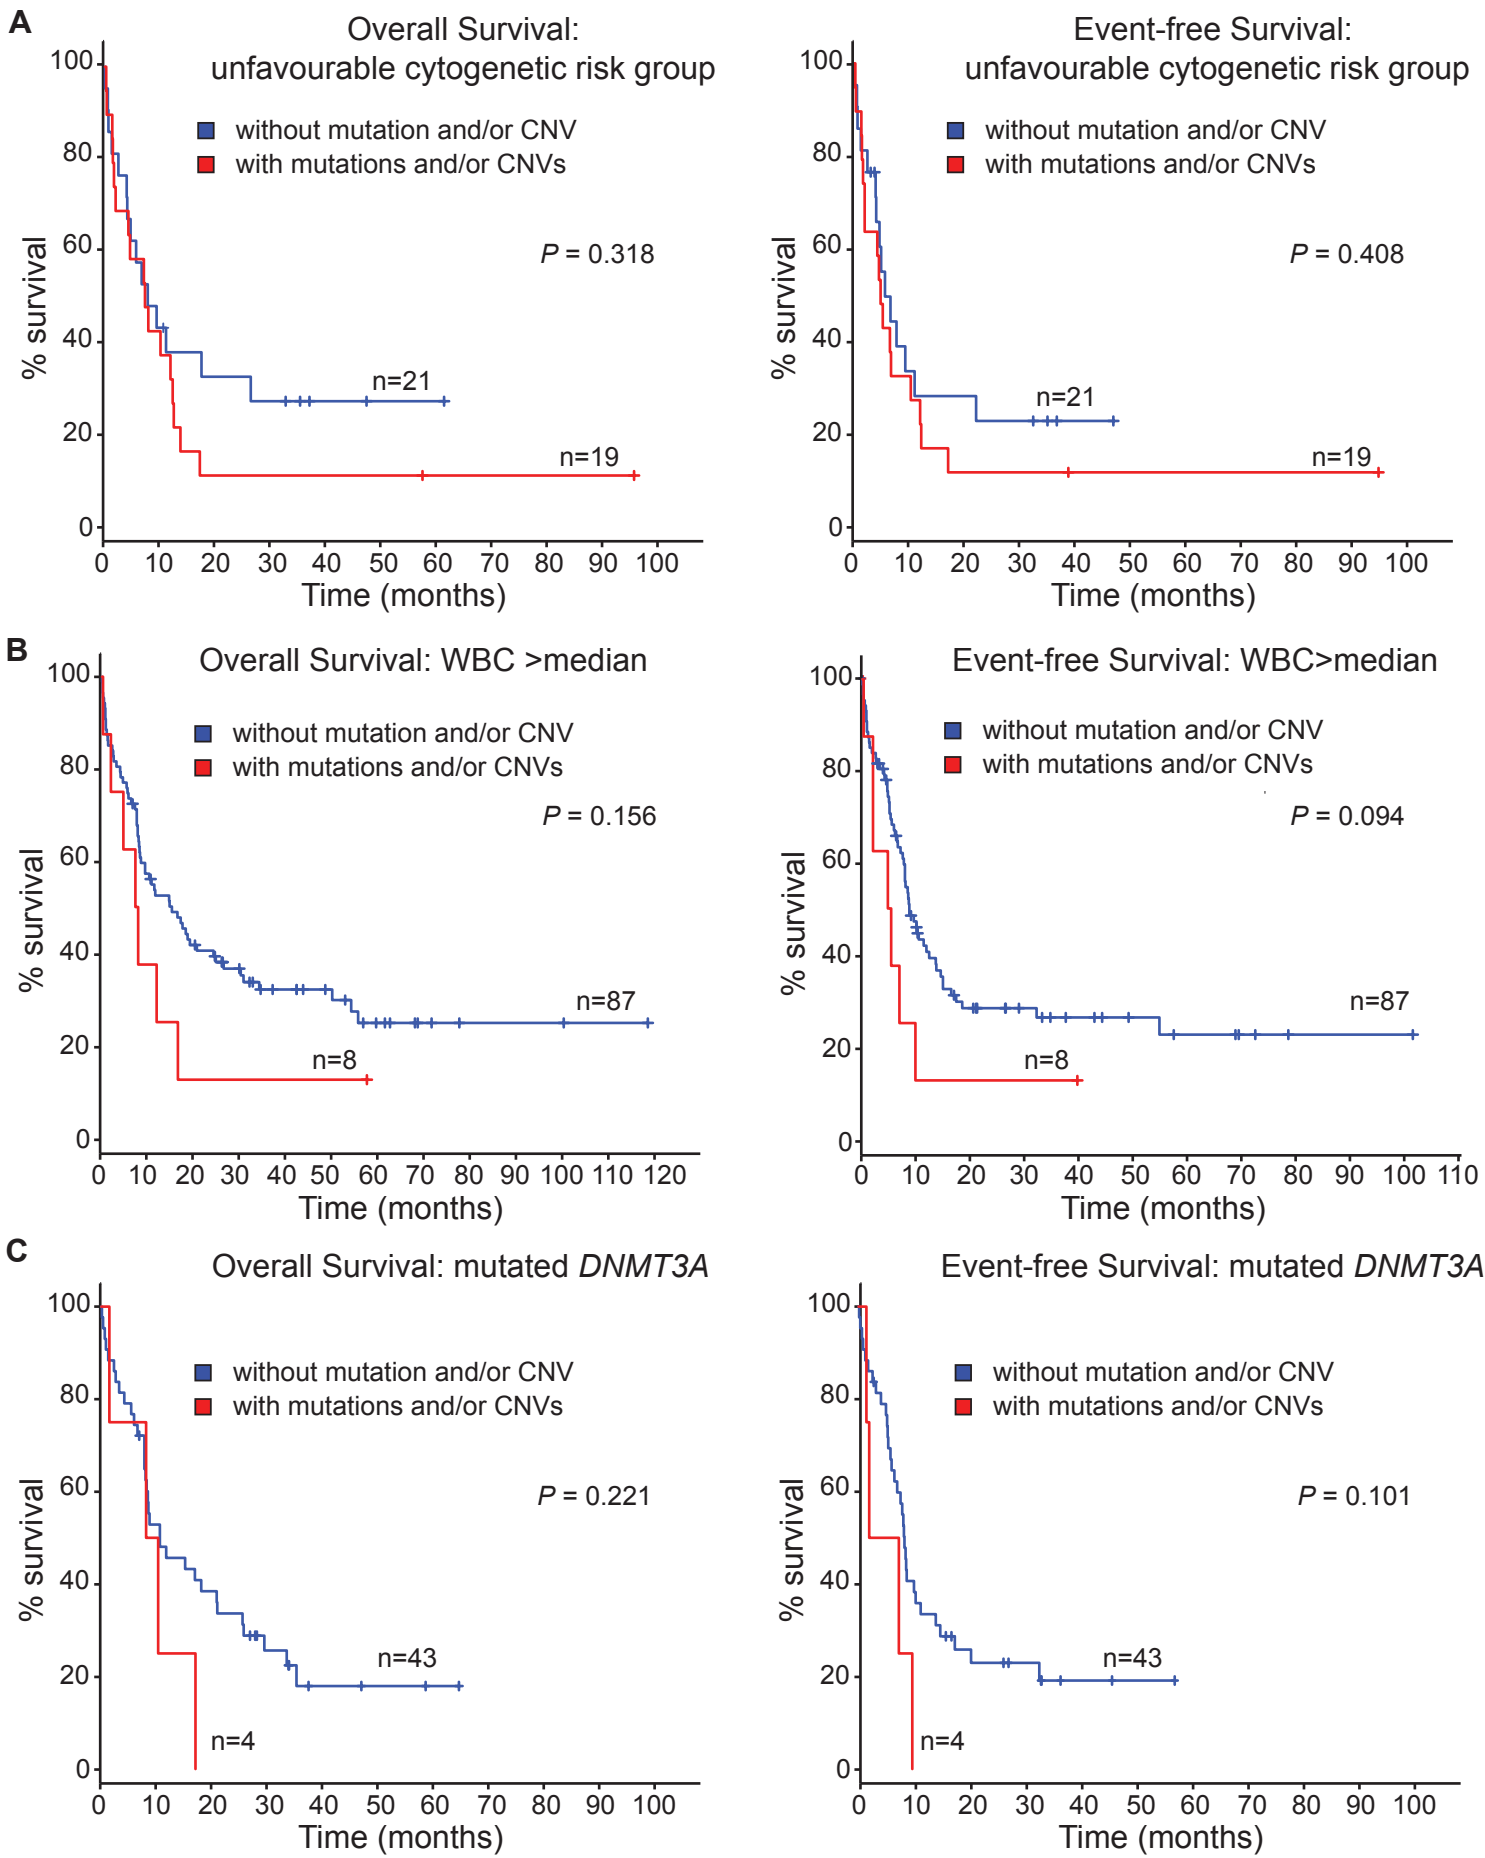 A
Overall Survival:
unfavourable cytogenetic risk group
without mutation and/or CNV
with mutations and/or CNVs
P = 0.318
n=21
n=19
% survival
100
80
60
40
20
0
0 10 20 30 40 50 60 70 80 90 100
Time (months)
Event-free Survival:
unfavourable cytogenetic risk group
without mutation and/or CNV
with mutations and/or CNVs
P = 0.408
n=21
n=19
% survival
100
80
60
40
20
0
0 10 20 30 40 50 60 70 80 90 100
Time (months)
B
Overall Survival: WBC >median
without mutation and/or CNV
with mutations and/or CNVs
P = 0.156
n=87
n=8
% survival
100
80
60
40
20
0
0 10 20 30 40 50 60 70 80 90 100 110 120
Time (months)
Event-free Survival: WBC>median
without mutation and/or CNV
with mutations and/or CNVs
P = 0.094
n=87
n=8
% survival
100
80
60
40
20
0
0 10 20 30 40 50 60 70 80 90 100 110
Time (months)
C
Overall Survival: mutated DNMT3A
without mutation and/or CNV
with mutations and/or CNVs
P = 0.221
n=43
n=4
% survival
100
80
60
40
20
0
0 10 20 30 40 50 60 70 80 90 100
Time (months)
Event-free Survival: mutated DNMT3A
without mutation and/or CNV
with mutations and/or CNVs
P = 0.101
n=43
n=4
% survival
100
80
60
40
20
0
0 10 20 30 40 50 60 70 80 90 100
Time (months)